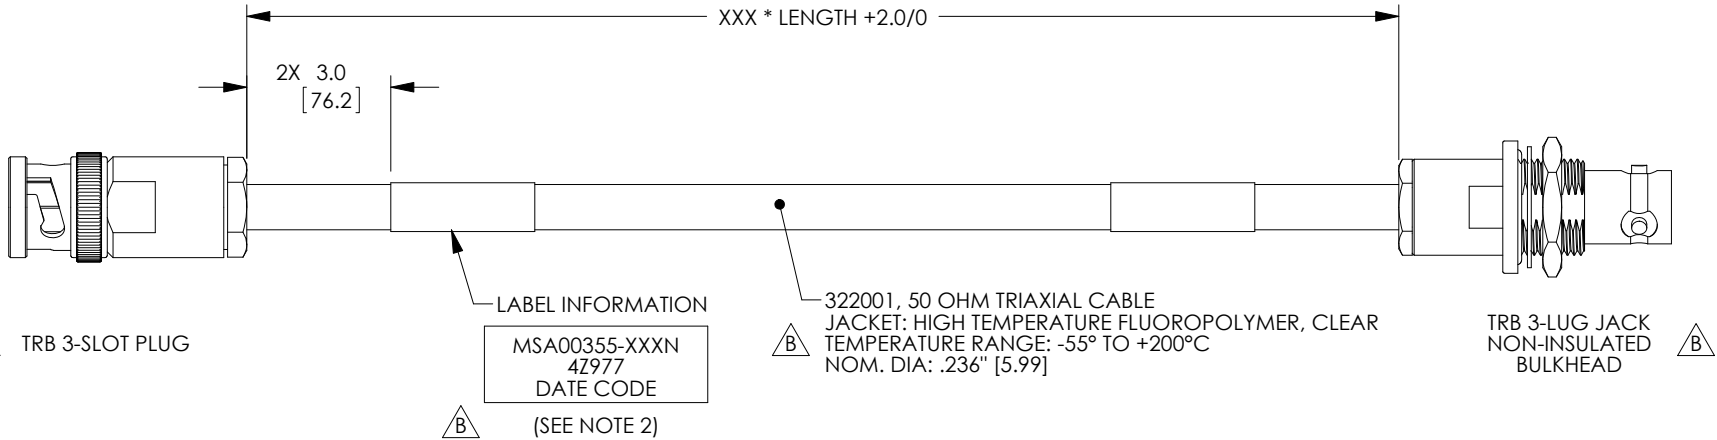 XXX * LENGTH +2.0/0
2X 3.0
[76.2]
LABEL INFORMATION
MSA00355-XXXN
4Z977
DATE CODE
B
(SEE NOTE 2)
322001, 50 OHM TRIAXIAL CABLE
JACKET: HIGH TEMPERATURE FLUOROPOLYMER, CLEAR
B
TEMPERATURE RANGE: -55° TO +200°C
NOM. DIA: .236" [5.99]
TRB 3-SLOT PLUG
TRB 3-LUG JACK
NON-INSULATED
BULKHEAD
B